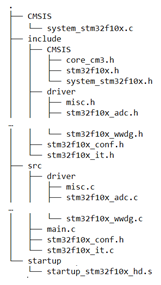 .
├── CMSIS
│   └── system_stm32f10x.c
├── include
│   ├── CMSIS
│   │   ├── core_cm3.h
│   │   ├── stm32f10x.h
│   │   └── system_stm32f10x.h
│   ├── driver
│   │   ├── misc.h
│   │   ├── stm32f10x_adc.h
…
│   │   └── stm32f10x_wwdg.h
│   ├── stm32f10x_conf.h
│   └── stm32f10x_it.h
├── src
│   ├── driver
│   │   ├── misc.c
│   │   ├── stm32f10x_adc.c
…
│   │   └── stm32f10x_wwdg.c
│   ├── main.c
│   ├── stm32f10x_conf.h
│   └── stm32f10x_it.c
└── startup
    └── startup_stm32f10x_hd.s